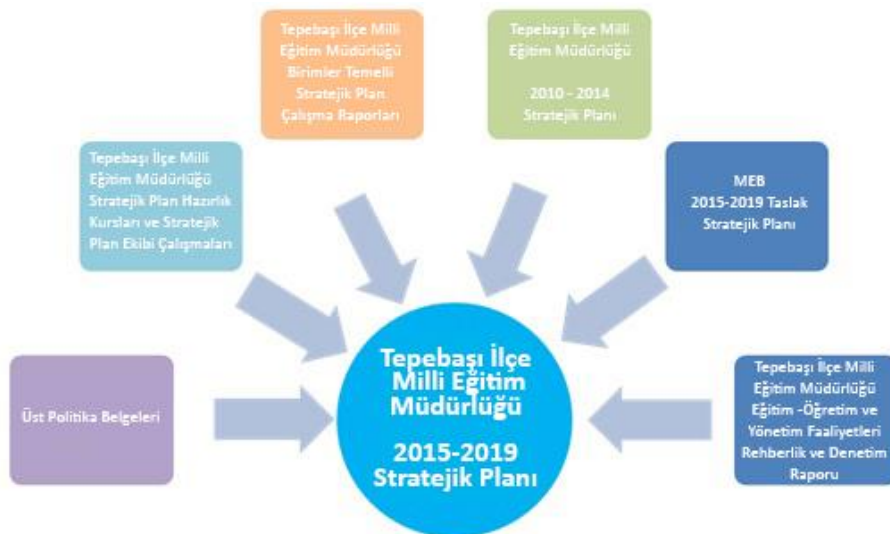 Tepebaşı İlçe Milli
Eğitim Müdürlüğü
Birimler Temelli
Stratejik Plan
Çalışma Raporları
Tepebaşı İlçe Milli
Eğitim Müdürlüğü
2010 - 2014
Stratejik Planı
Tepebaşı İlçe Milli
Eğitim Müdürlüğü
Stratejik Plan Hazırlık
Kursları ve Stratejik
Plan Ekibi Çalışmaları
MEB
2015-2019 Taslak
Stratejik Planı
Üst Politika Belgeleri
Tepebaşı İlçe
Milli Eğitim
Müdürlüğü
2015-2019
Stratejik Planı
Tepebaşı İlçe Milli
Eğitim Müdürlüğü
Eğitim -Öğretim ve
Yönetim Faaliyetleri
Rehberlik ve Denetim
Raporu